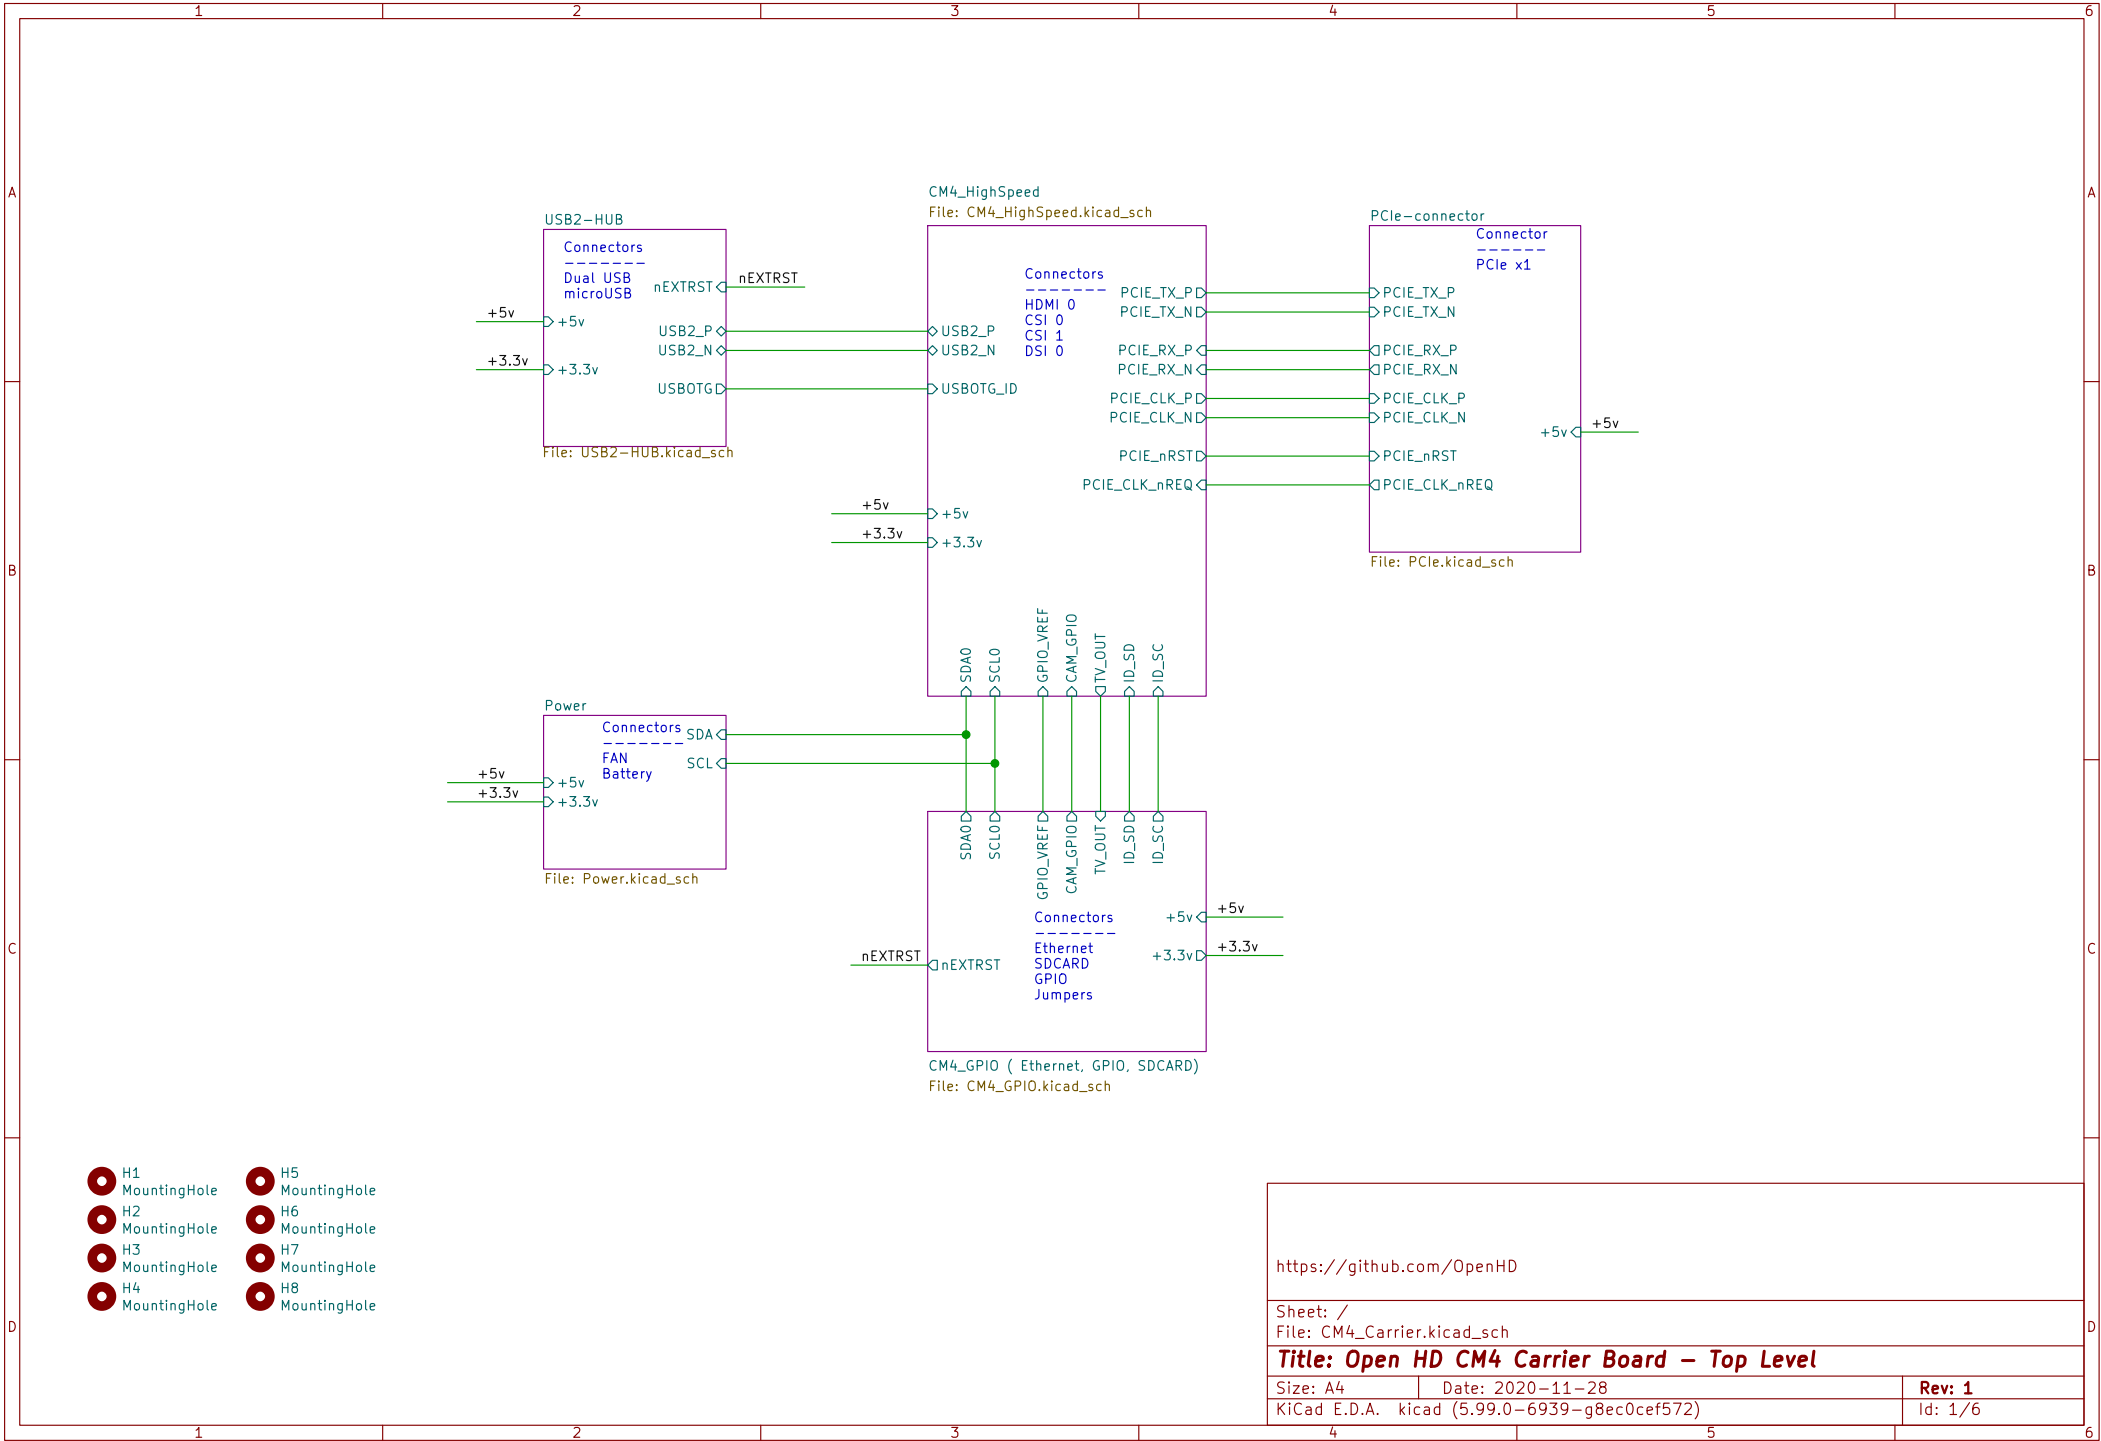 1 2 3 4 5 6
A
A
B
B
C
C
D
D
1 2 3 4 5 6
USB2-HUB
Connectors
-------
Dual USB
microUSB
nEXTRST
nEXTRST
+5v
+5v
USB2_P
USB2_N
+3.3v
+3.3v
USBOTG
File: USB2-HUB.kicad_sch
CM4_HighSpeed
File: CM4_HighSpeed.kicad_sch
Connectors
-------
HDMI 0
CSI 0
CSI 1
DSI 0
USB2_P
USB2_N
USBOTG_ID
+5v
+5v
+3.3v
+3.3v
PCIE_TX_P
PCIE_TX_N
PCIE_RX_P
PCIE_RX_N
PCIE_CLK_P
PCIE_CLK_N
PCIE_nRST
PCIE_CLK_nREQ
SDA0
SCL0
GPIO_VREF
CAM_GPIO
TV_OUT
ID_SD
ID_SC
PCIe-connector
Connector
------
PCIe x1
PCIE_TX_P
PCIE_TX_N
PCIE_RX_P
PCIE_RX_N
PCIE_CLK_P
PCIE_CLK_N
PCIE_nRST
PCIE_CLK_nREQ
+5v
+5v
File: PCIe.kicad_sch
Power
Connectors
-------
FAN
Battery
SDA
SCL
+5v
+5v
+3.3v
+3.3v
File: Power.kicad_sch
SDA0
SCL0
GPIO_VREF
CAM_GPIO
TV_OUT
ID_SD
ID_SC
Connectors
-------
Ethernet
SDCARD
GPIO
Jumpers
+5v
+5v
+3.3v
+3.3v
nEXTRST
nEXTRST
CM4_GPIO ( Ethernet, GPIO, SDCARD)
File: CM4_GPIO.kicad_sch
H1
MountingHole
H2
MountingHole
H3
MountingHole
H4
MountingHole
H5
MountingHole
H6
MountingHole
H7
MountingHole
H8
MountingHole
https://github.com/OpenHD
Sheet: /
File: CM4_Carrier.kicad_sch
Title: Open HD CM4 Carrier Board - Top Level
Size: A4 Date: 2020-11-28 Rev: 1
KiCad E.D.A. kicad (5.99.0-6939-g8ec0cef572) Id: 1/6